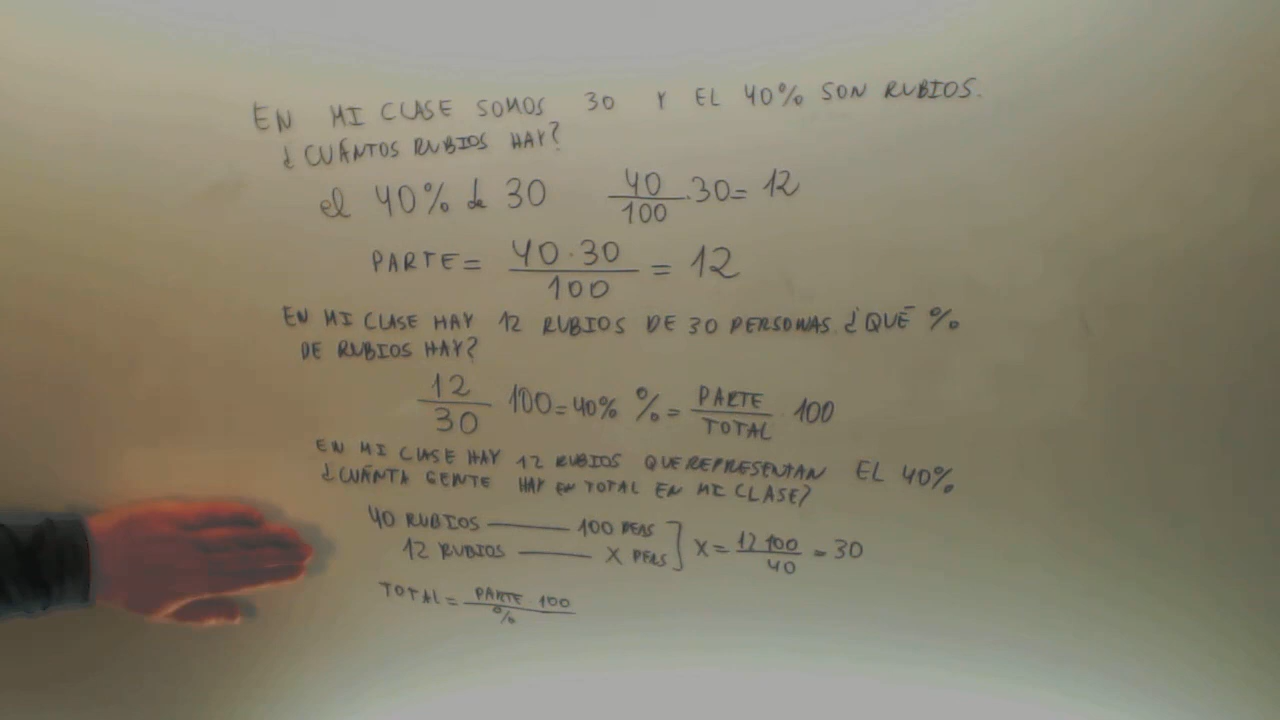 EN MI CLASE SOMOS 30 Y EL 40% SON RUBIOS.
¿CUÁNTOS RUBIOS HAY?
el 40% de 30 40/100 · 30 = 12
PARTE = 40·30/100 = 12
EN MI CLASE HAY 12 RUBIOS DE 30 PERSONAS. ¿QUÉ %
DE RUBIOS HAY?
12/30 100 = 40% % = PARTE/TOTAL · 100
EN MI CLASE HAY 12 RUBIOS QUE REPRESENTAN EL 40%
¿CUÁNTA GENTE HAY EN TOTAL EN MI CLASE?
40 RUBIOS — 100 PERS
12 RUBIOS — X PERS ] X = 12 100/40 = 30
TOTAL = PARTE 100/%